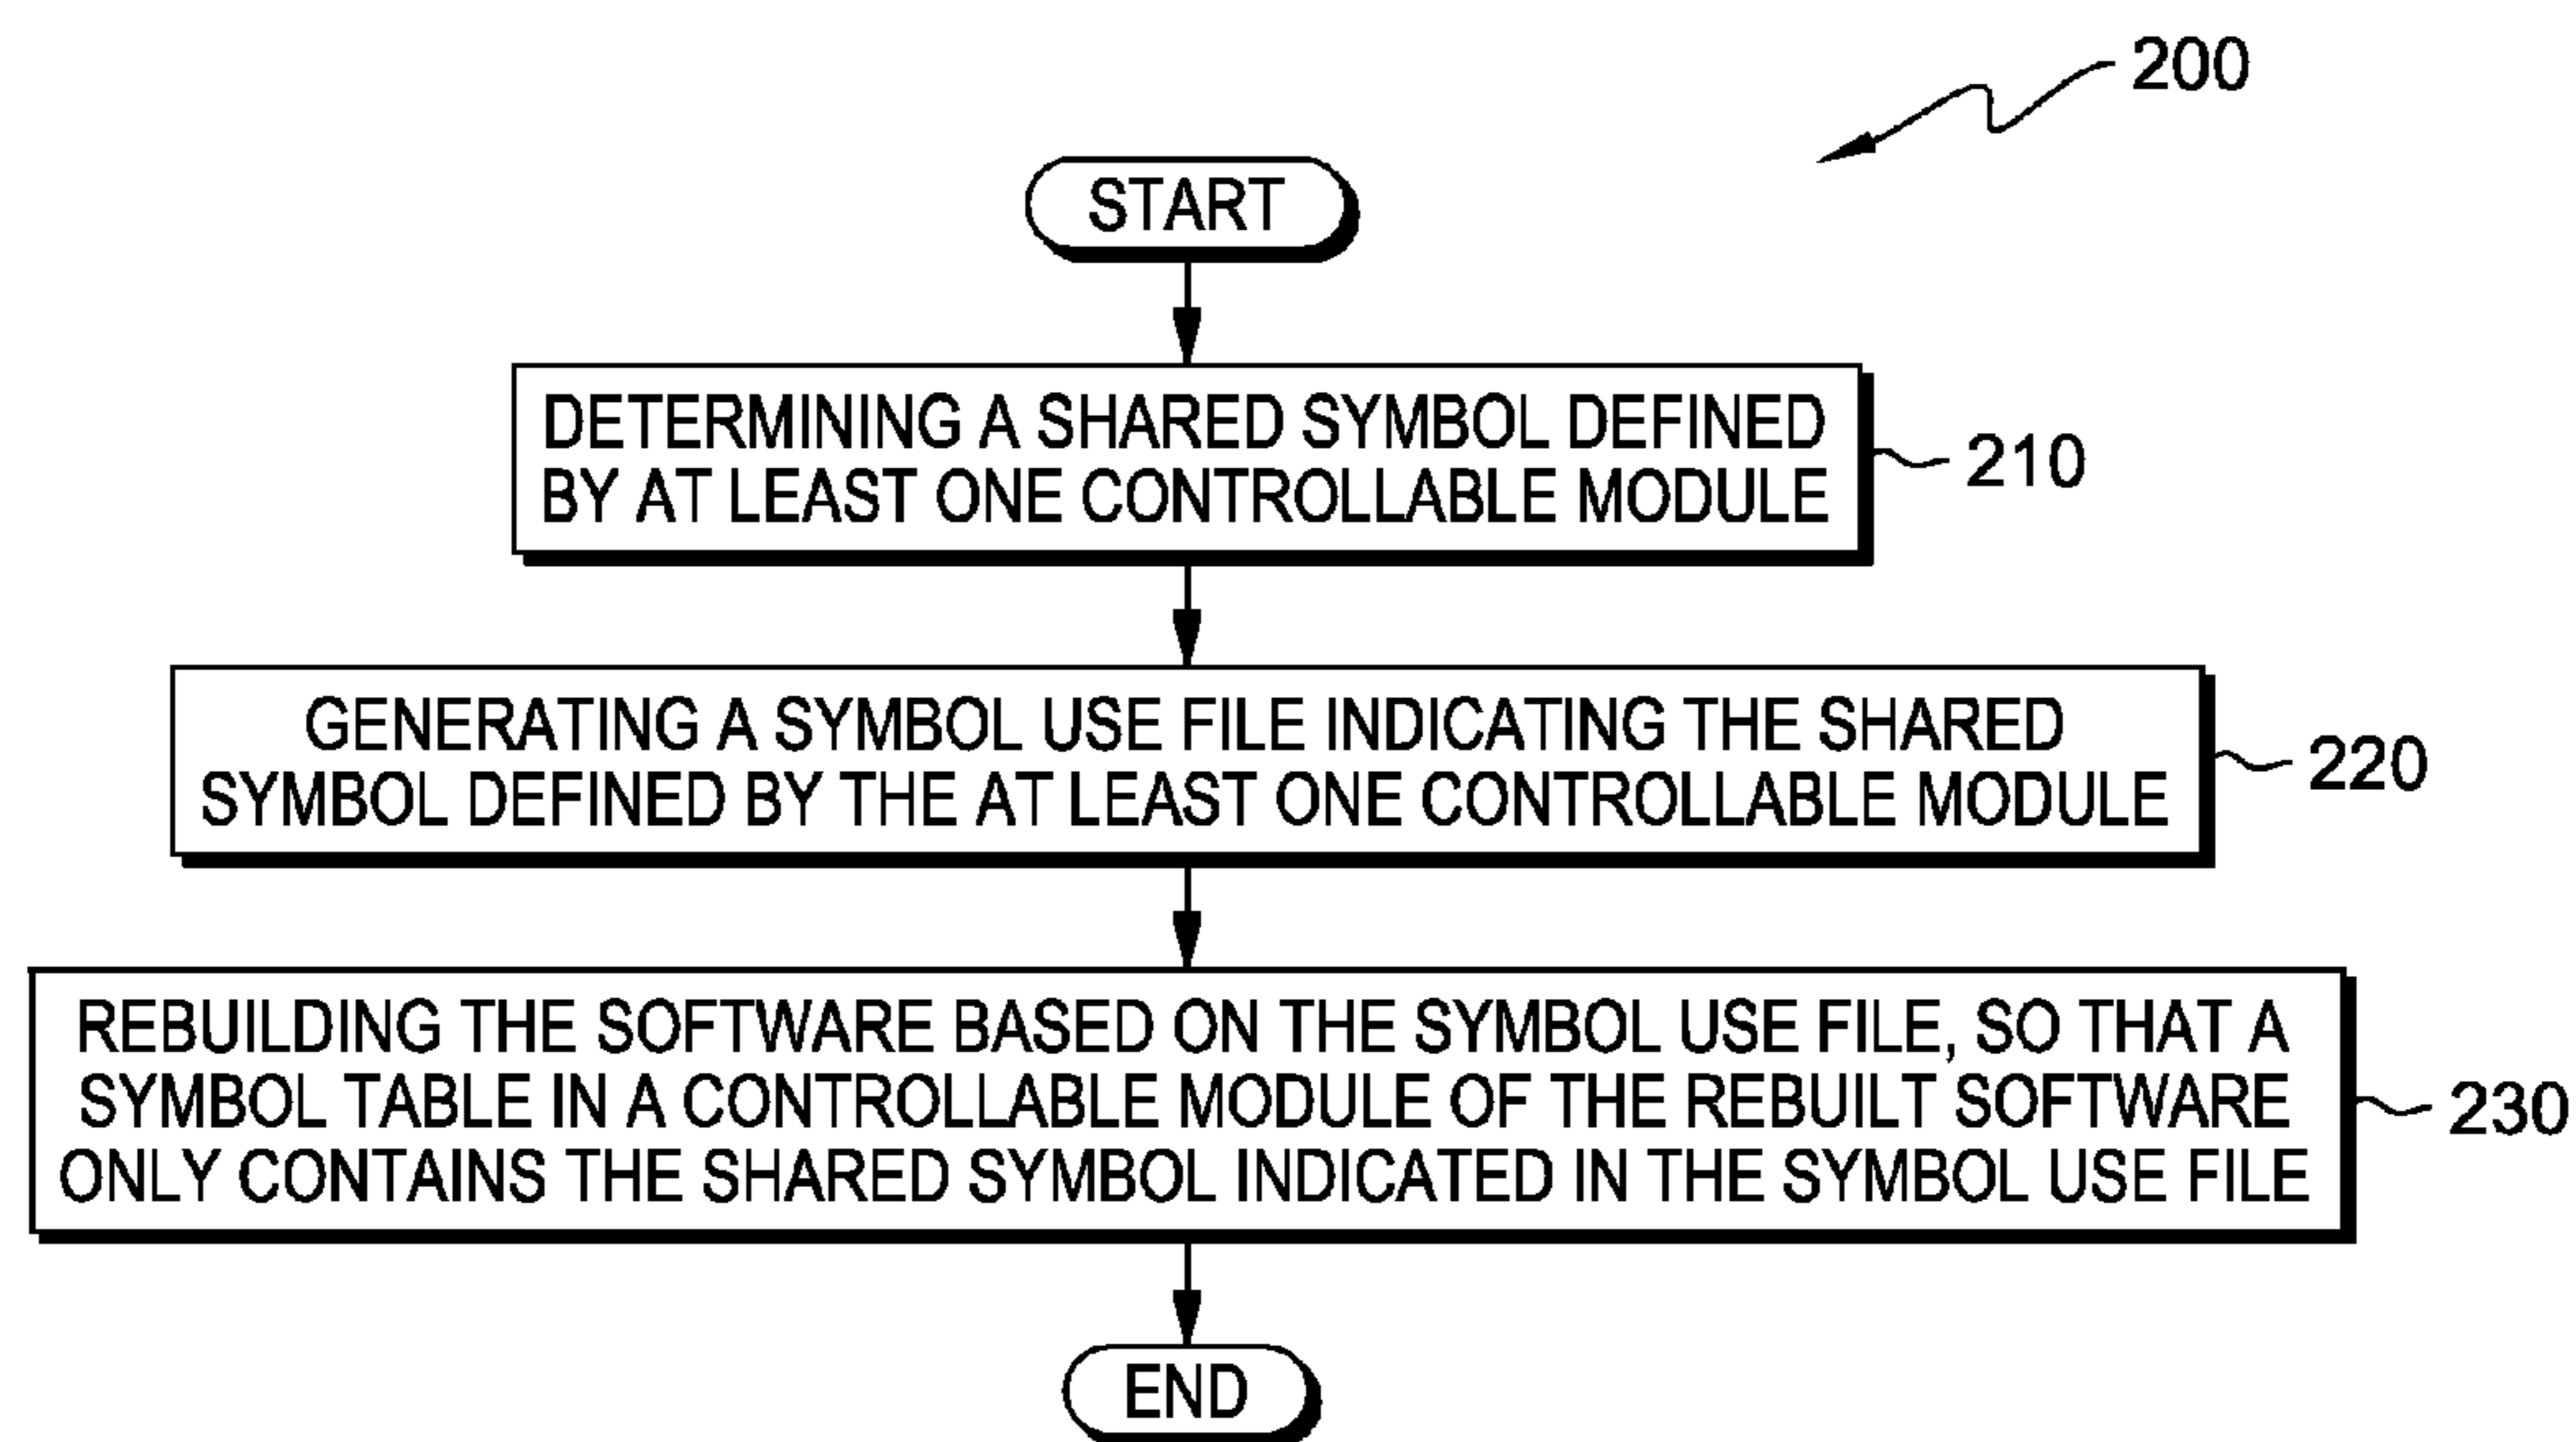 200
START
DETERMINING A SHARED SYMBOL DEFINED
BY AT LEAST ONE CONTROLLABLE MODULE
210
GENERATING A SYMBOL USE FILE INDICATING THE SHARED
SYMBOL DEFINED BY THE AT LEAST ONE CONTROLLABLE MODULE
220
REBUILDING THE SOFTWARE BASED ON THE SYMBOL USE FILE, SO THAT A
SYMBOL TABLE IN A CONTROLLABLE MODULE OF THE REBUILT SOFTWARE
ONLY CONTAINS THE SHARED SYMBOL INDICATED IN THE SYMBOL USE FILE
230
END